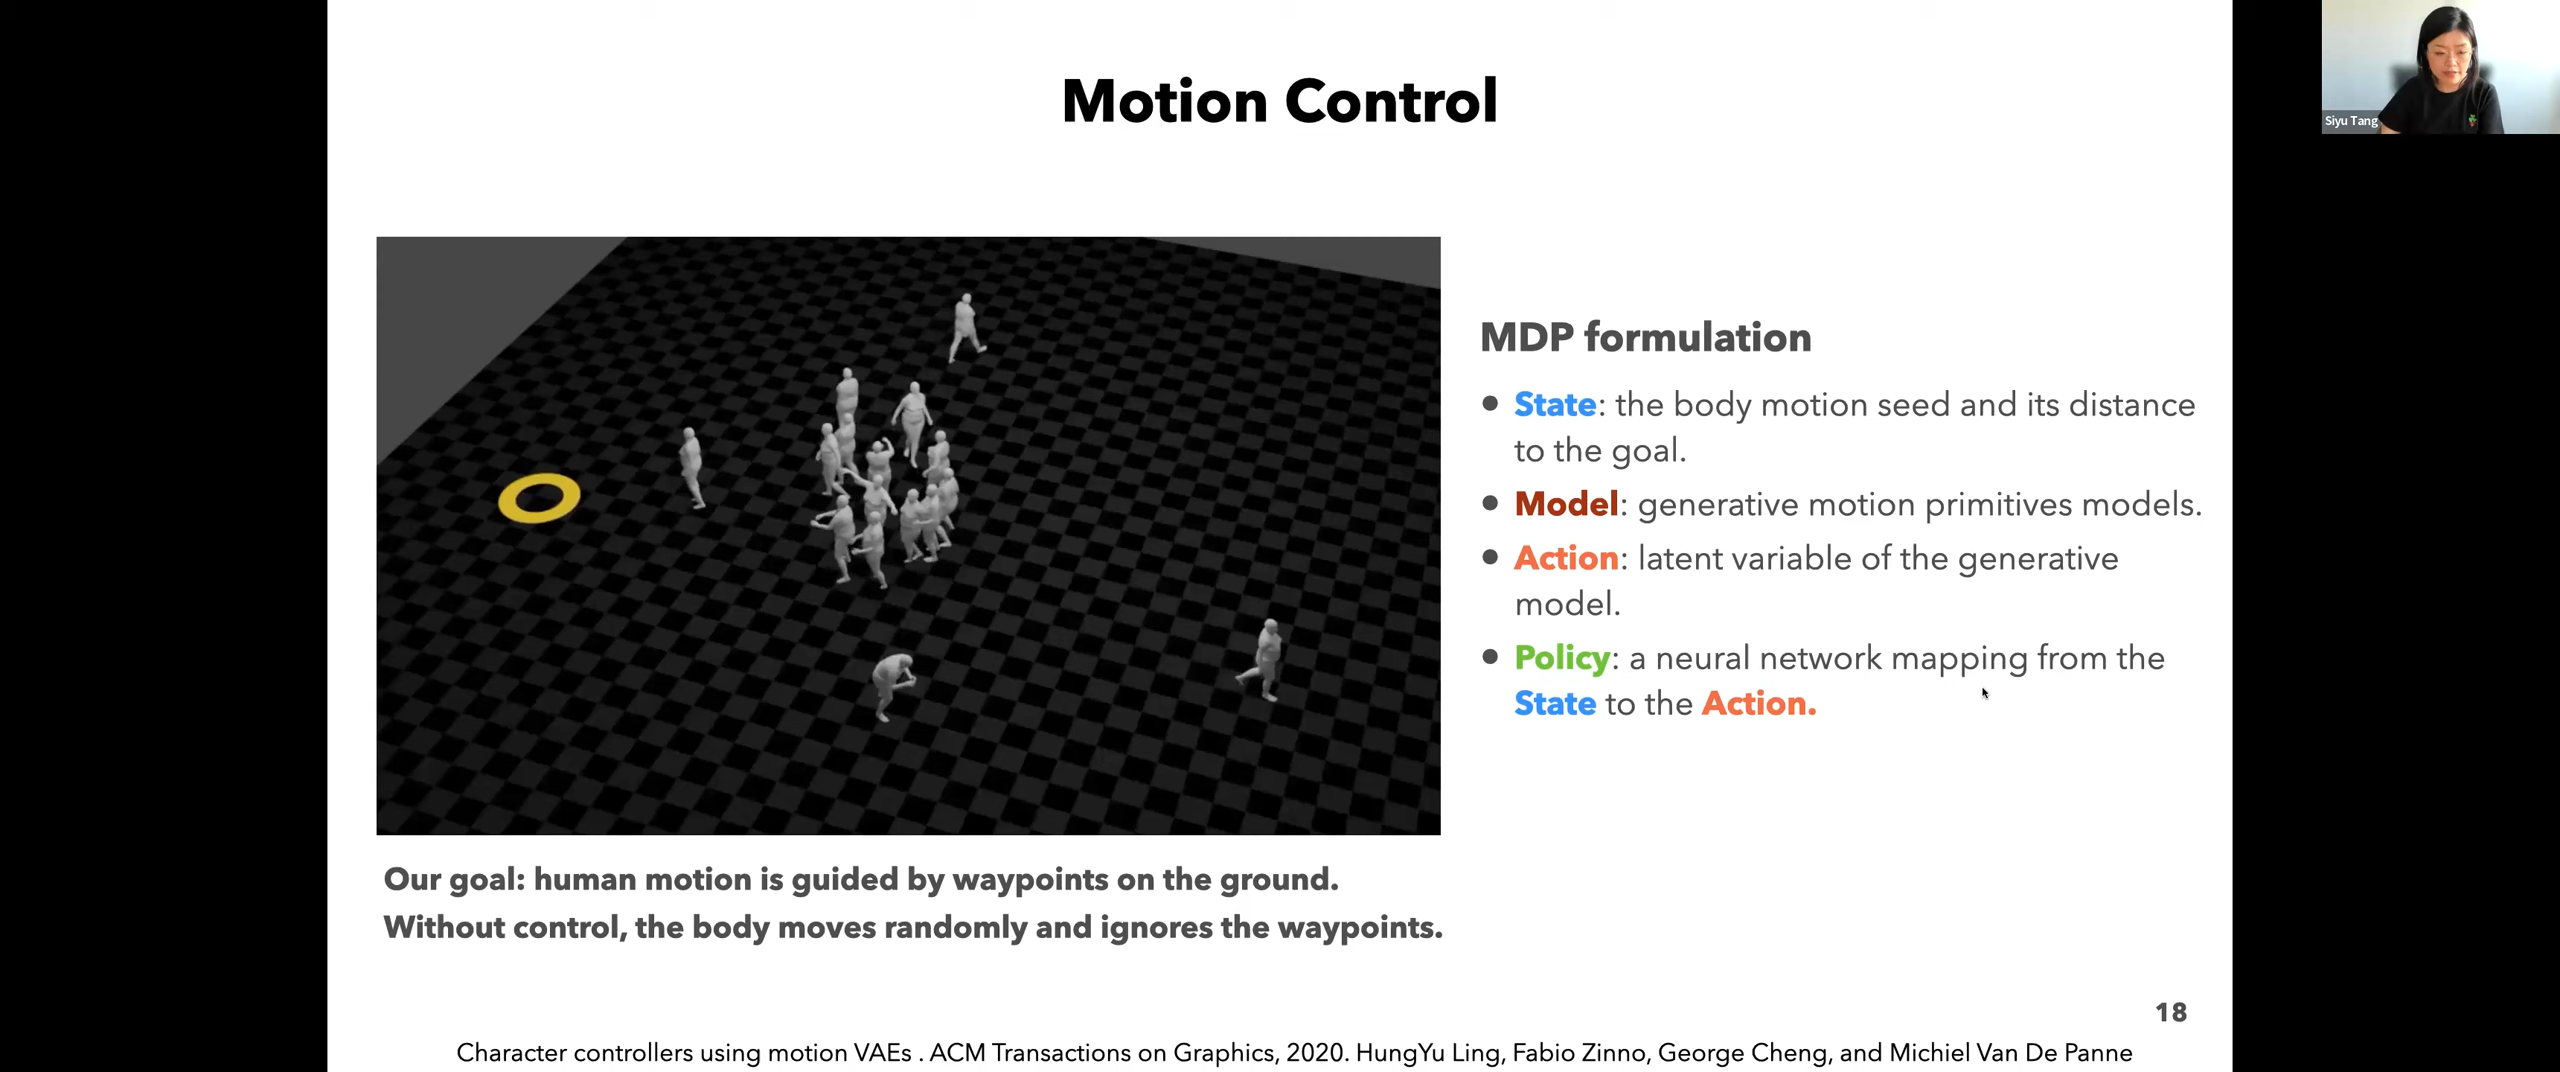 Motion Control
Siyu Tang
MDP formulation
• State: the body motion seed and its distance
to the goal.
• Model: generative motion primitives models.
• Action: latent variable of the generative
model.
• Policy: a neural network mapping from the
State to the Action.
Our goal: human motion is guided by waypoints on the ground.
Without control, the body moves randomly and ignores the waypoints.
18
Character controllers using motion VAEs . ACM Transactions on Graphics, 2020. HungYu Ling, Fabio Zinno, George Cheng, and Michiel Van De Panne